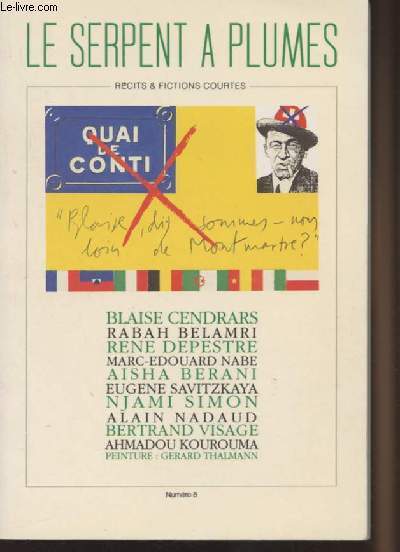 Le-livre.com
LE SERPENT A PLUMES
RÉCITS & FICTIONS COURTES
QUAI
DE
CONTI
"Blaise, dis, sommes-nous
loin de Montmartre?"
BLAISE CENDRARS
RABAH BELAMRI
RENE DEPESTRE
MARC-EDOUARD NABE
AISHA BERANI
EUGENE SAVITZKAYA
NJAMI SIMON
ALAIN NADAUD
BERTRAND VISAGE
AHMADOU KOUROUMA
PEINTURE : GERARD THALMANN
Numéro 8